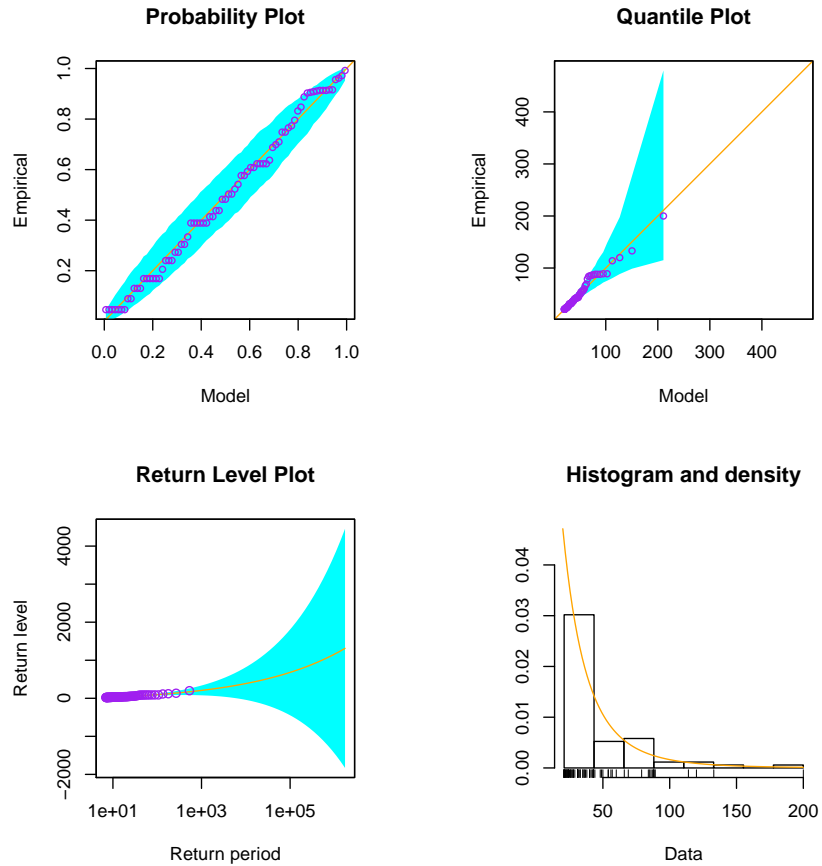 Probability Plot
Empirical
0.2 0.4 0.6 0.8 1.0
0.0 0.2 0.4 0.6 0.8 1.0
Model
Quantile Plot
Empirical
100 200 300 400
100 200 300 400
Model
Return Level Plot
Return level
−2000 0 2000 4000
1e+01 1e+03 1e+05
Return period
Histogram and density
0.00 0.01 0.02 0.03 0.04
50 100 150 200
Data